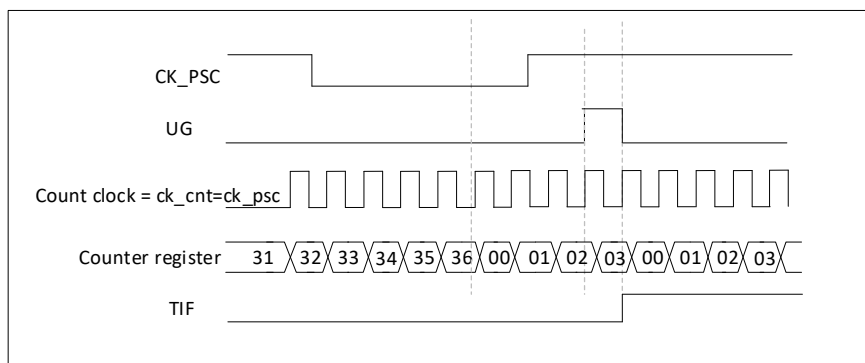 CK_PSC
UG
Count clock = ck_cnt=ck_psc
Counter register 31 32 33 34 35 36 00 01 02 03 00 01 02 03
TIF